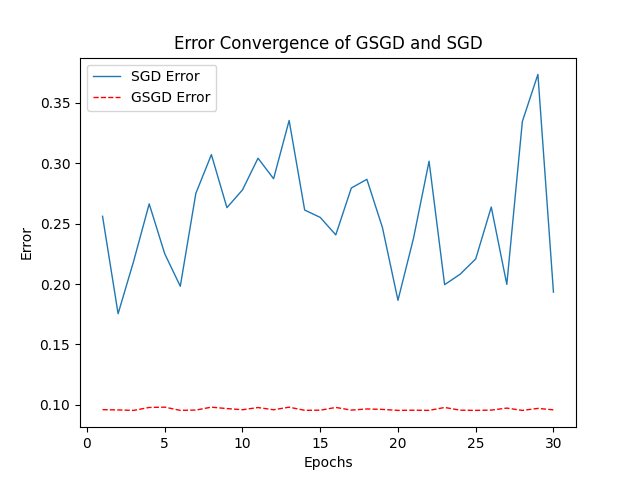 Error Convergence of GSGD and SGD
SGD Error
GSGD Error
Error
0.35
0.30
0.25
0.20
0.15
0.10
0 5 10 15 20 25 30
Epochs